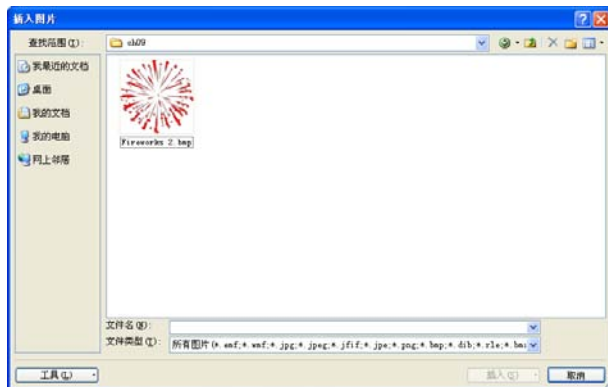 插入图片
查找范围(I):
ch09
我最近的文档
桌面
我的文档
我的电脑
网上邻居
Fireworks 2.bmp
文件名(N):
文件类型(T):
所有图片(*.emf;*.wmf;*.jpg;*.jpeg;*.jfif;*.jpe;*.png;*.bmp;*.dib;*.rle;*.bm
工具(L)
插入(S)
取消